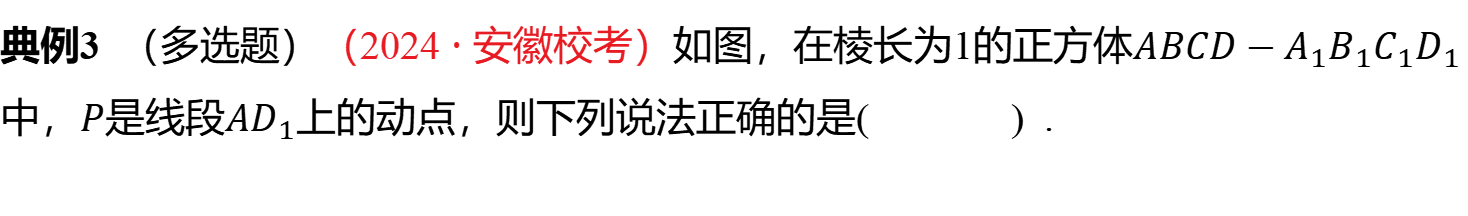 典例3 （多选题）（2024 · 安徽校考）如图，在棱长为1的正方体𝐴𝐵𝐶𝐷 − 𝐴₁𝐵₁𝐶₁𝐷₁
中，𝑃是线段𝐴𝐷₁上的动点，则下列说法正确的是( ) .